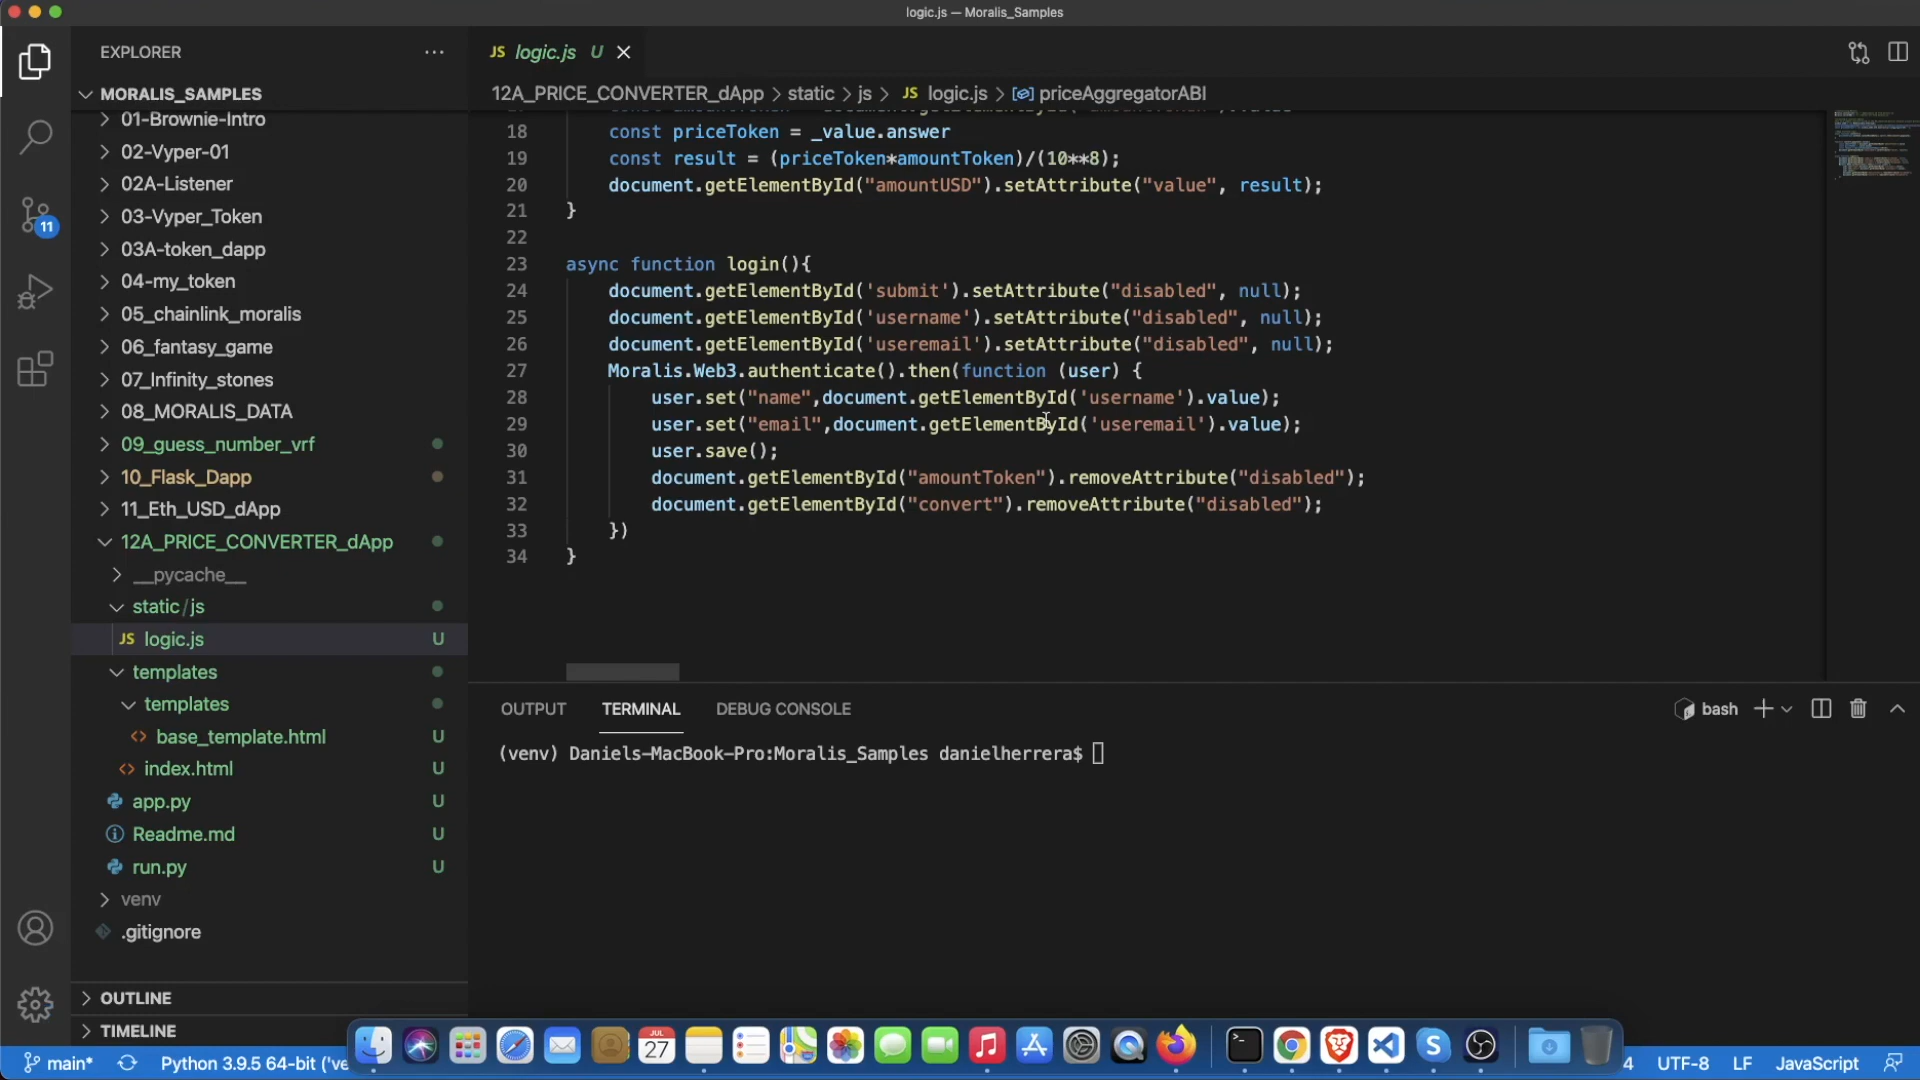 logic.js — Moralis_Samples
EXPLORER
MORALIS_SAMPLES
01-Brownie-Intro
02-Vyper-01
02A-Listener
03-Vyper_Token
03A-token_dapp
04-my_token
05_chainlink_moralis
06_fantasy_game
07_Infinity_stones
08_MORALIS_DATA
09_guess_number_vrf
10_Flask_Dapp
11_Eth_USD_dApp
12A_PRICE_CONVERTER_dApp
__pycache__
static/js
JS logic.js U
templates
templates
<> base_template.html U
<> index.html U
app.py U
Readme.md U
run.py U
venv
.gitignore
OUTLINE
TIMELINE
11
JS logic.js U
12A_PRICE_CONVERTER_dApp > static > js > JS logic.js > priceAggregatorABI
18 const priceToken = _value.answer
19 const result = (priceToken*amountToken)/(10**8);
20 document.getElementById("amountUSD").setAttribute("value", result);
21 }
22
23 async function login(){
24 document.getElementById('submit').setAttribute("disabled", null);
25 document.getElementById('username').setAttribute("disabled", null);
26 document.getElementById('useremail').setAttribute("disabled", null);
27 Moralis.Web3.authenticate().then(function (user) {
28 user.set("name",document.getElementById('username').value);
29 user.set("email",document.getElementById('useremail').value);
30 user.save();
31 document.getElementById("amountToken").removeAttribute("disabled");
32 document.getElementById("convert").removeAttribute("disabled");
33 })
34 }
OUTPUT TERMINAL DEBUG CONSOLE
bash
(venv) Daniels-MacBook-Pro:Moralis_Samples danielherrera$
JUL
27
main* Python 3.9.5 64-bit ('ve 4 UTF-8 LF JavaScript